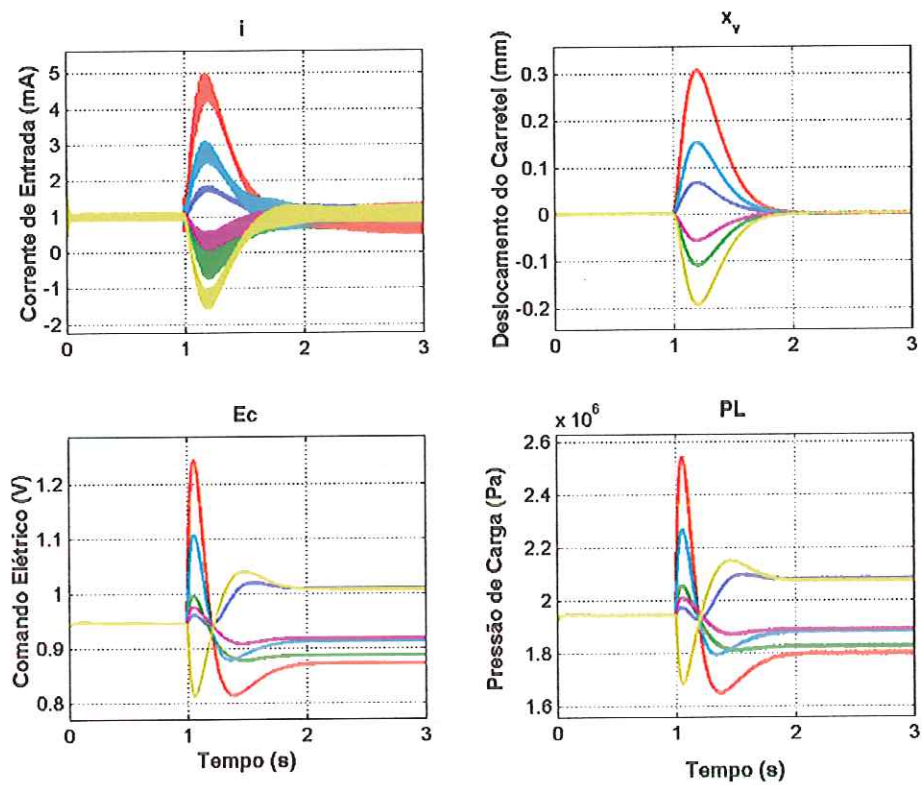 i
Corrente de Entrada (mA)
5
4
3
2
1
0
-1
-2
0 1 2 3
x_v
Deslocamento do Carretel (mm)
0.3
0.2
0.1
0
-0.1
-0.2
0 1 2 3
Ec
Comando Elétrico (V)
1.2
1.1
1
0.9
0.8
0 1 2 3
Tempo (s)
PL
x 10^6
Pressão de Carga (Pa)
2.6
2.4
2.2
2
1.8
1.6
0 1 2 3
Tempo (s)